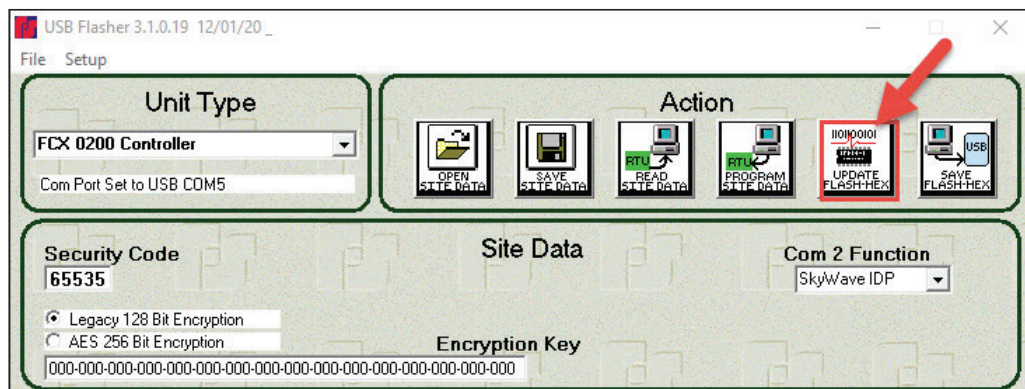 USB Flasher 3.1.0.19 12/01/20 _
File Setup
Unit Type
FCX 0200 Controller
Com Port Set to USB COM5
Action
OPEN
SITE DATA
SAVE
SITE DATA
RTU
READ
SITE DATA
RTU
PROGRAM
SITE DATA
1101100101
UPDATE
FLASH-HEX
USB
SAVE
FLASH-HEX
Site Data
Security Code
65535
Legacy 128 Bit Encryption
AES 256 Bit Encryption
Encryption Key
000-000-000-000-000-000-000-000-000-000-000-000-000-000-000-000
Com 2 Function
SkyWave IDP